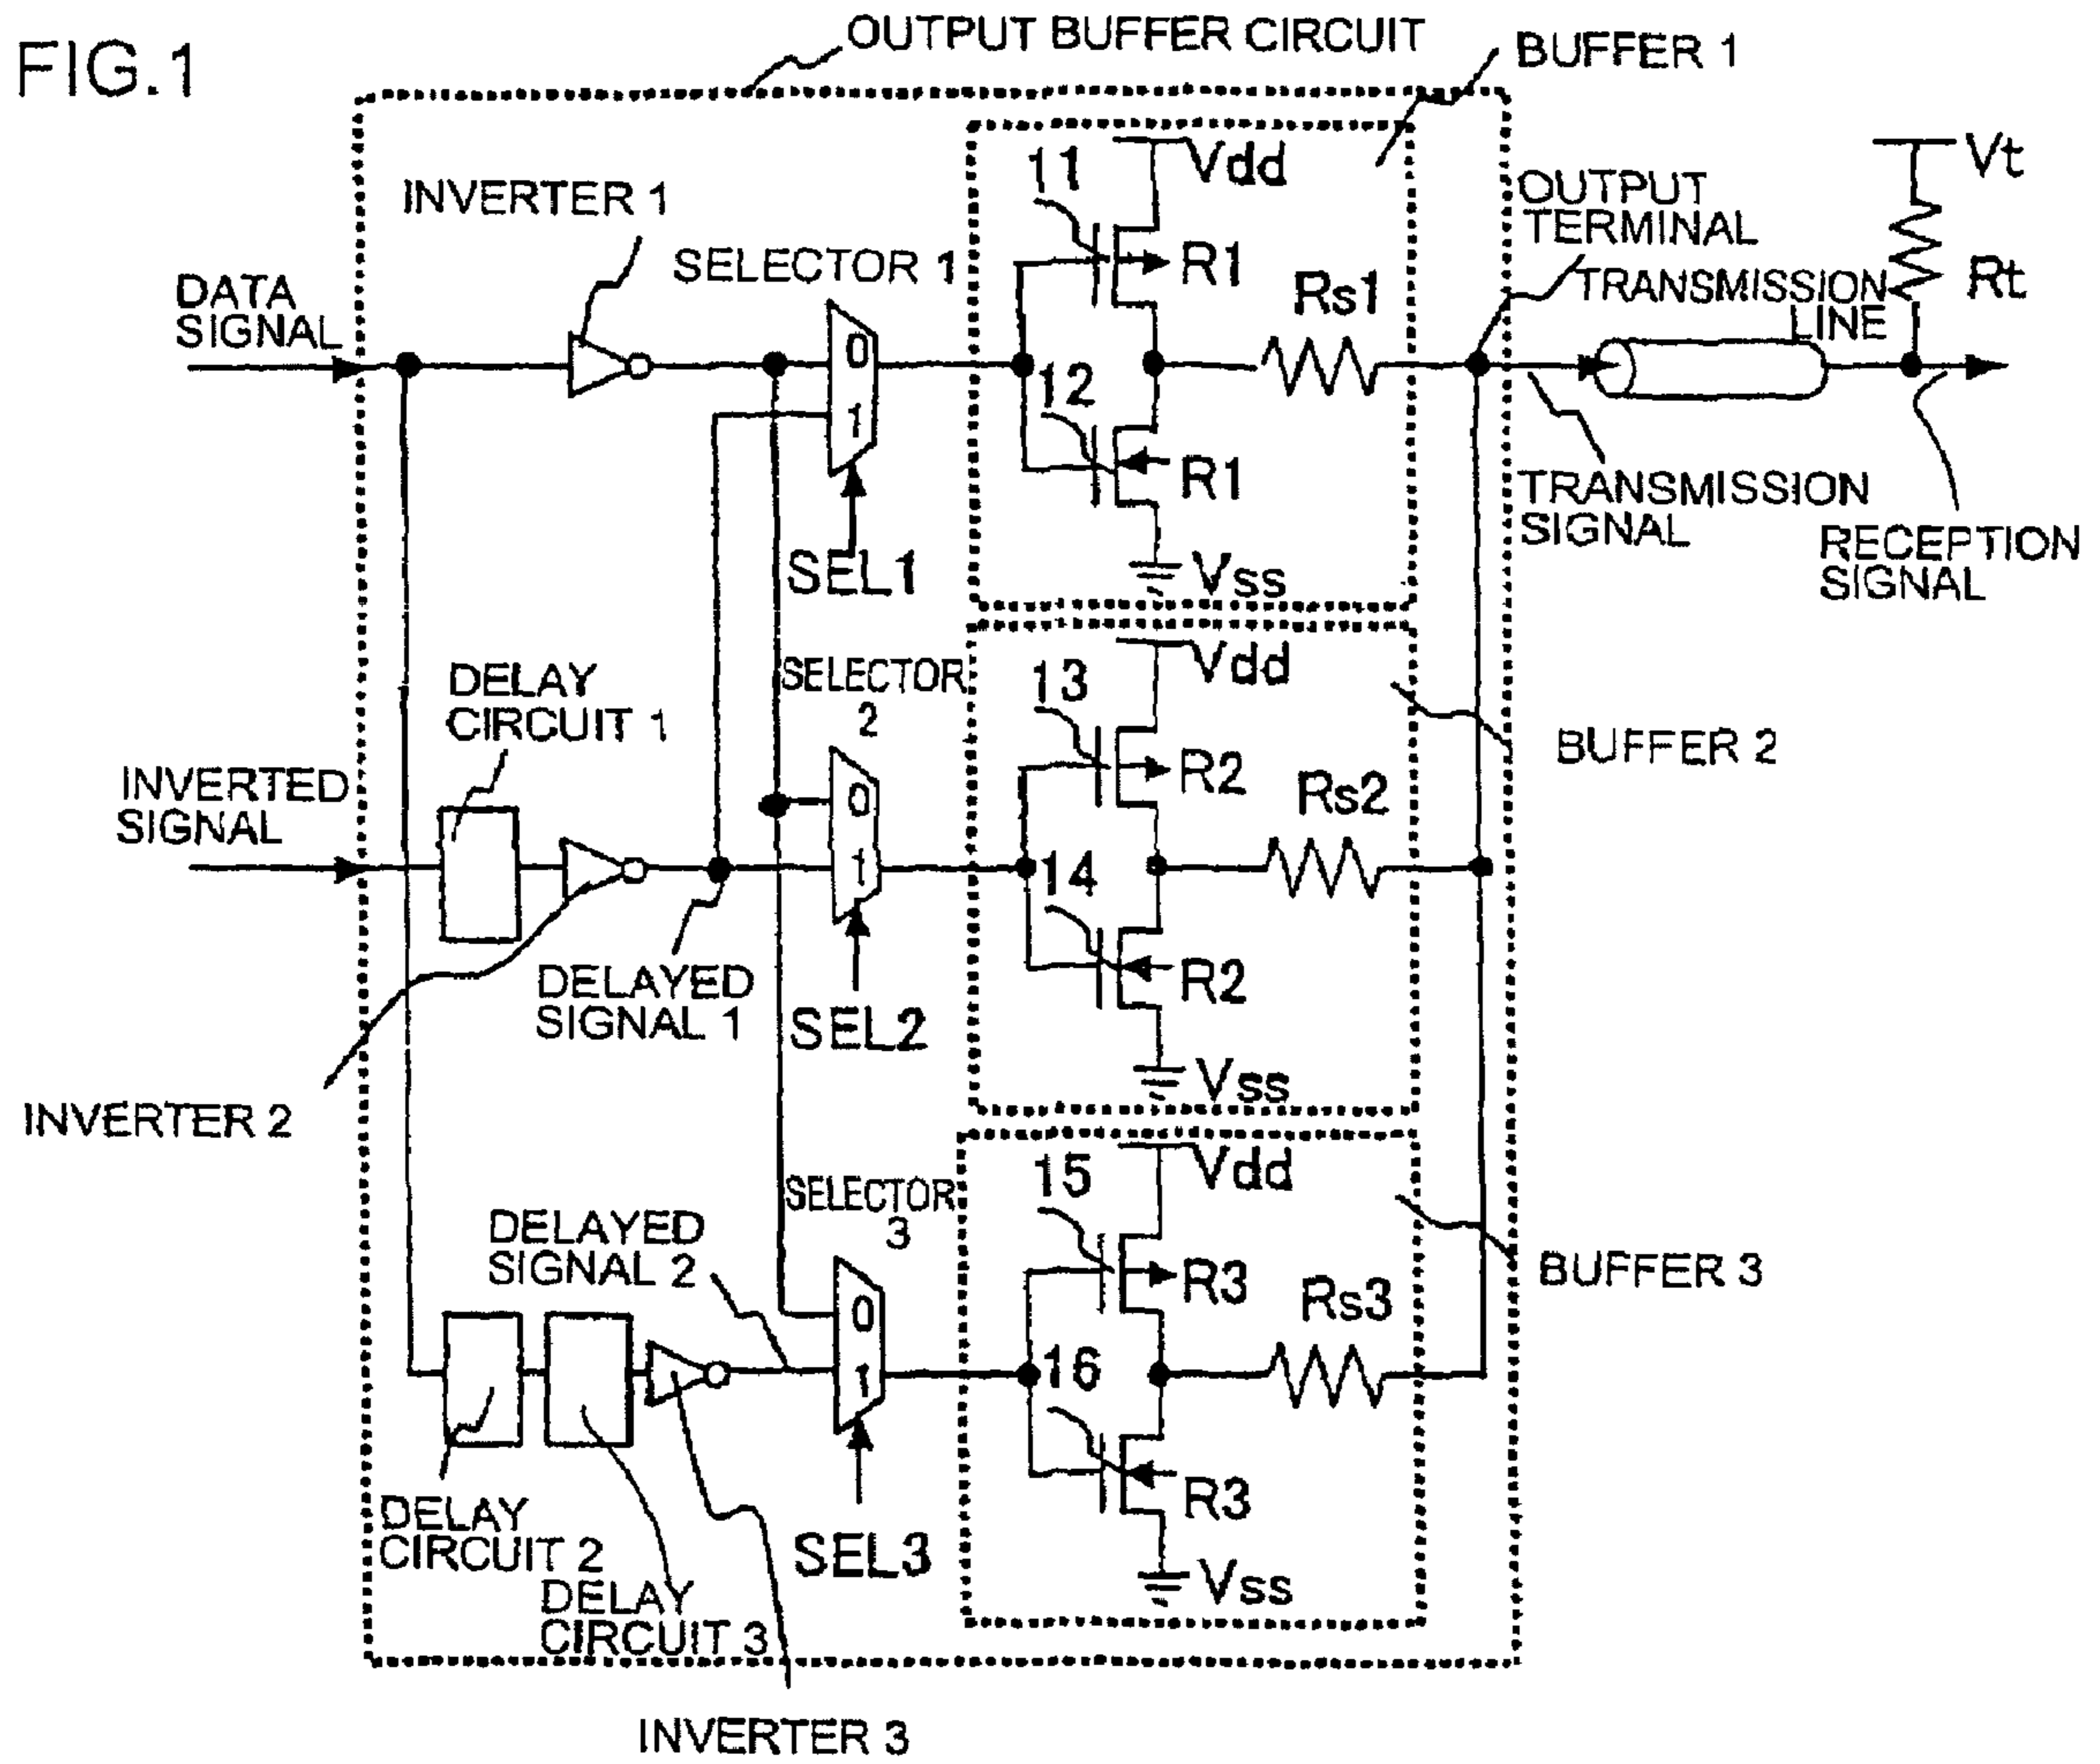 FIG.1
OUTPUT BUFFER CIRCUIT
BUFFER 1
INVERTER 1
SELECTOR 1
DATA
SIGNAL
0
1
SEL1
11
Vdd
R1
12
R1
Vss
Rs1
OUTPUT
TERMINAL
TRANSMISSION
LINE
Vt
Rt
TRANSMISSION
SIGNAL
RECEPTION
SIGNAL
DELAY
CIRCUIT 1
INVERTED
SIGNAL
SELECTOR
2
0
1
SEL2
DELAYED
SIGNAL 1
INVERTER 2
13
Vdd
R2
14
R2
Vss
Rs2
BUFFER 2
DELAYED
SIGNAL 2
SELECTOR
3
0
1
SEL3
15
Vdd
R3
16
R3
Vss
Rs3
BUFFER 3
DELAY
CIRCUIT 2
DELAY
CIRCUIT 3
INVERTER 3